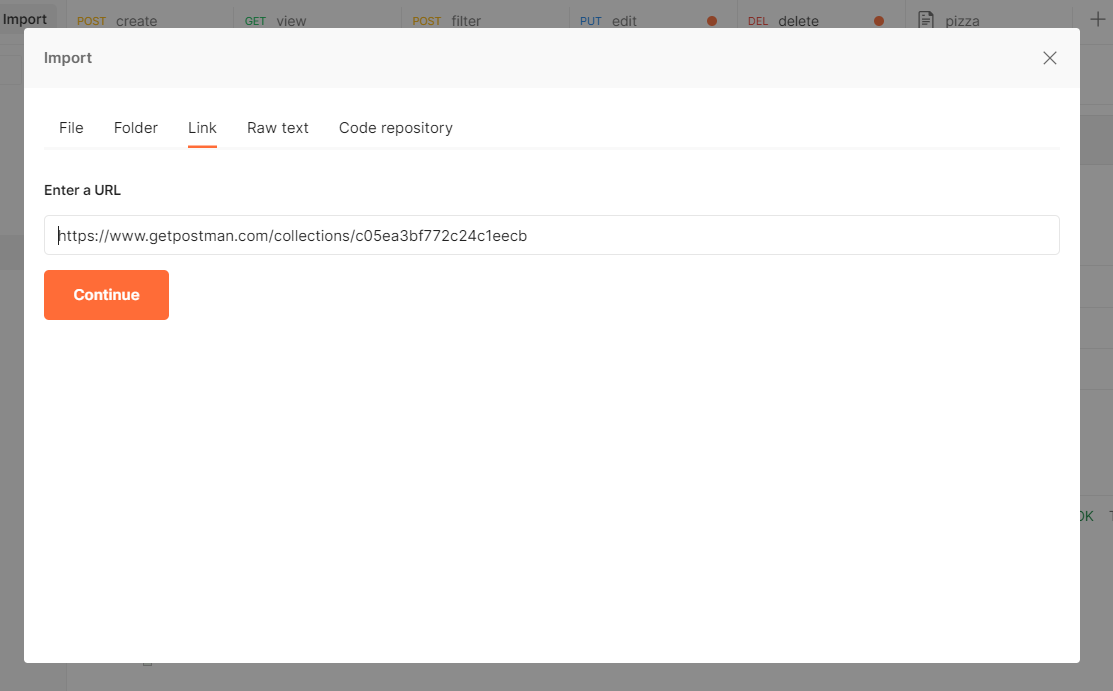 Import POST create GET view POST filter PUT edit DEL delete pizza
Import
File Folder Link Raw text Code repository
Enter a URL
https://www.getpostman.com/collections/c05ea3bf772c24c1eecb
Continue